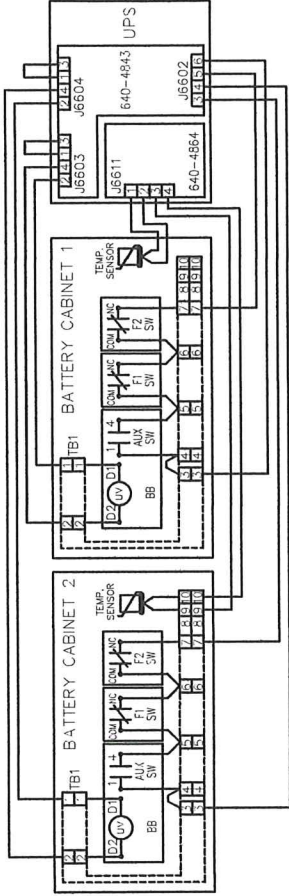 UPS
640-4843
J6604
2 4 1 3
J6603
2 4 1 3
J6602
3 4 5 6
640-4864
J6611
1 2 3 4
BATTERY CABINET 1
TEMP.
SENSOR
TB1
2 1
2 1
D2 UV D1
1 4
AUX
SW
BB
COM NC
F1
SW
COM NC
F2
SW
3 4 5 6 7 8 9 10
3 4 5 6 7 8 9 10
BATTERY CABINET 2
TEMP.
SENSOR
TB1
2 1
2
D2 UV D1
1 4
AUX
SW
BB
COM NC
F1
SW
COM NC
F2
SW
3 4 5 6 7 8 9 10
3 4 5 6 7 8 9 10